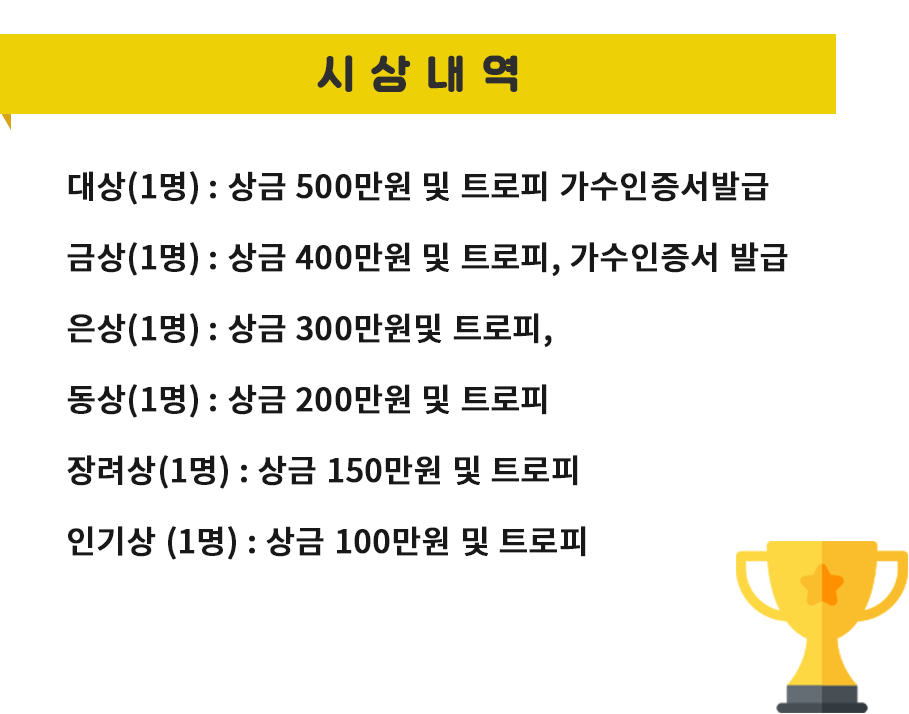 시상내역
대상(1명) : 상금 500만원 및 트로피 가수인증서발급
금상(1명) : 상금 400만원 및 트로피, 가수인증서 발급
은상(1명) : 상금 300만원및 트로피,
동상(1명) : 상금 200만원 및 트로피
장려상(1명) : 상금 150만원 및 트로피
인기상 (1명) : 상금 100만원 및 트로피